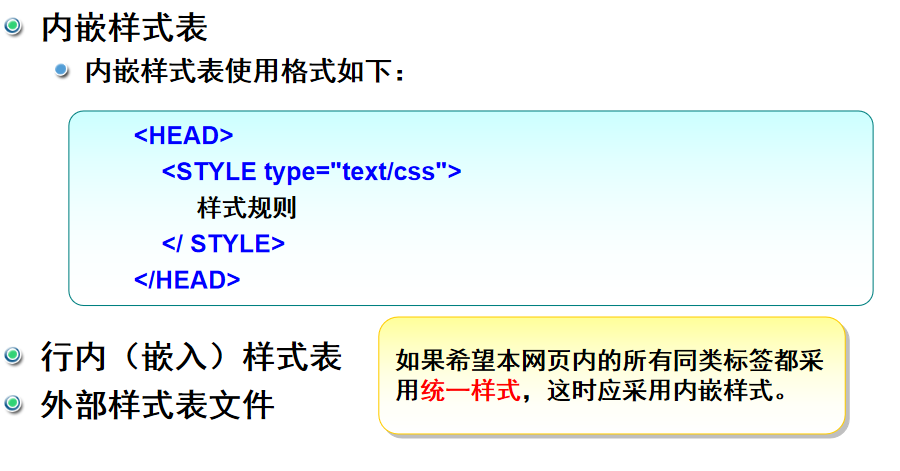 内嵌样式表
内嵌样式表使用格式如下：
<HEAD>
<STYLE type="text/css">
样式规则
</ STYLE>
</HEAD>
行内（嵌入）样式表
外部样式表文件
如果希望本网页内的所有同类标签都采
用统一样式，这时应采用内嵌样式。